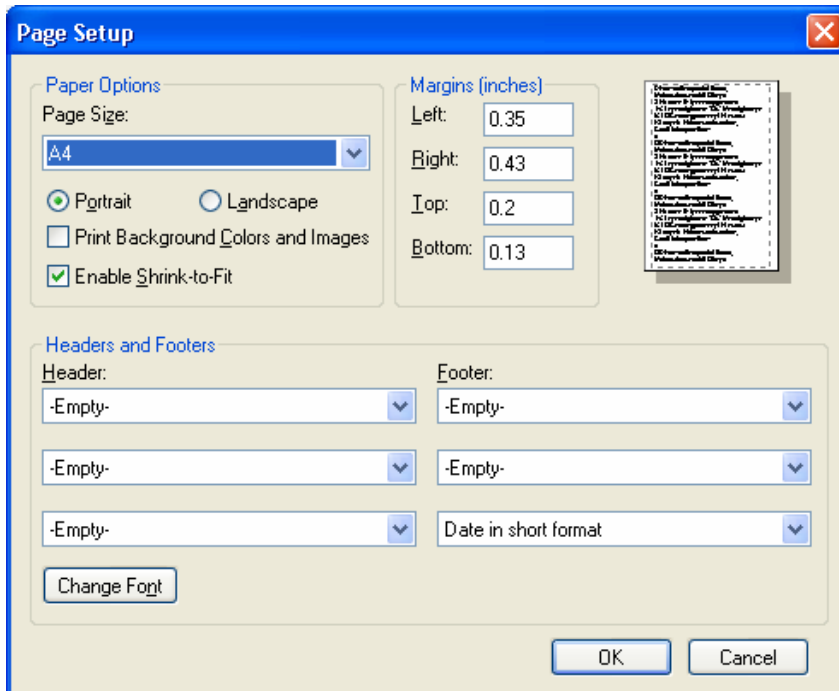 Page Setup
Paper Options
Page Size:
A4
Portrait Landscape
Print Background Colors and Images
Enable Shrink-to-Fit
Margins (inches)
Left: 0.35
Right: 0.43
Top: 0.2
Bottom: 0.13
Headers and Footers
Header: Footer:
-Empty- -Empty-
-Empty- -Empty-
-Empty- Date in short format
Change Font
OK Cancel